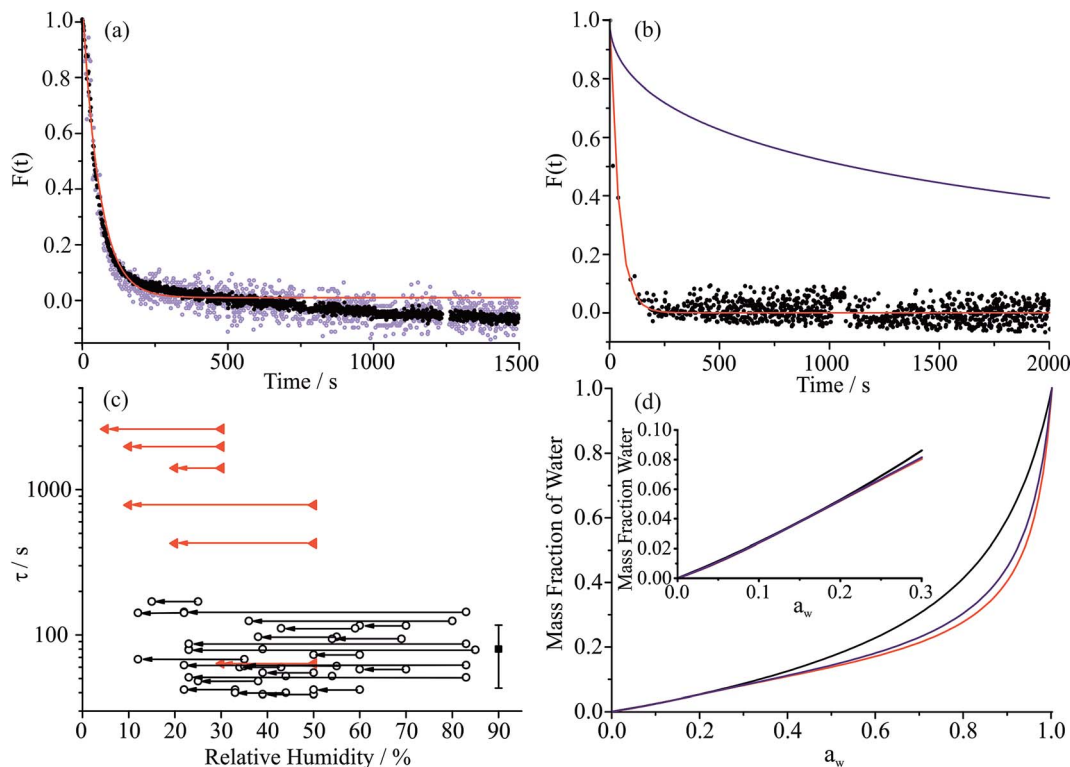 (a)
F(t)
1.0
0.8
0.6
0.4
0.2
0.0
0 500 1000 1500
Time / s
(b)
F(t)
1.0
0.8
0.6
0.4
0.2
0.0
0 500 1000 1500 2000
Time / s
(c)
τ / s
1000
100
0 10 20 30 40 50 60 70 80 90
Relative Humidity / %
(d)
Mass Fraction of Water
1.0
0.8
0.6
0.4
0.2
0.0
0.0 0.2 0.4 0.6 0.8 1.0
a_w
Mass Fraction Water
0.10
0.08
0.06
0.04
0.02
0.00
0.0 0.1 0.2 0.3
a_w